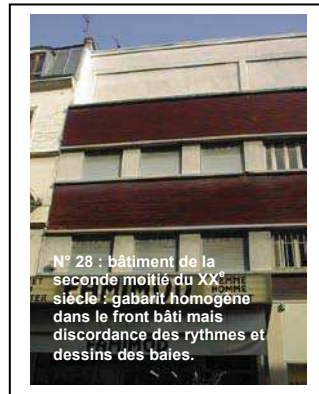 N° 28 : bâtiment de la
seconde moitié du XXe
siècle : gabarit homogène
dans le front bâti mais
discordance des rythmes et
dessins des baies.
HOMME